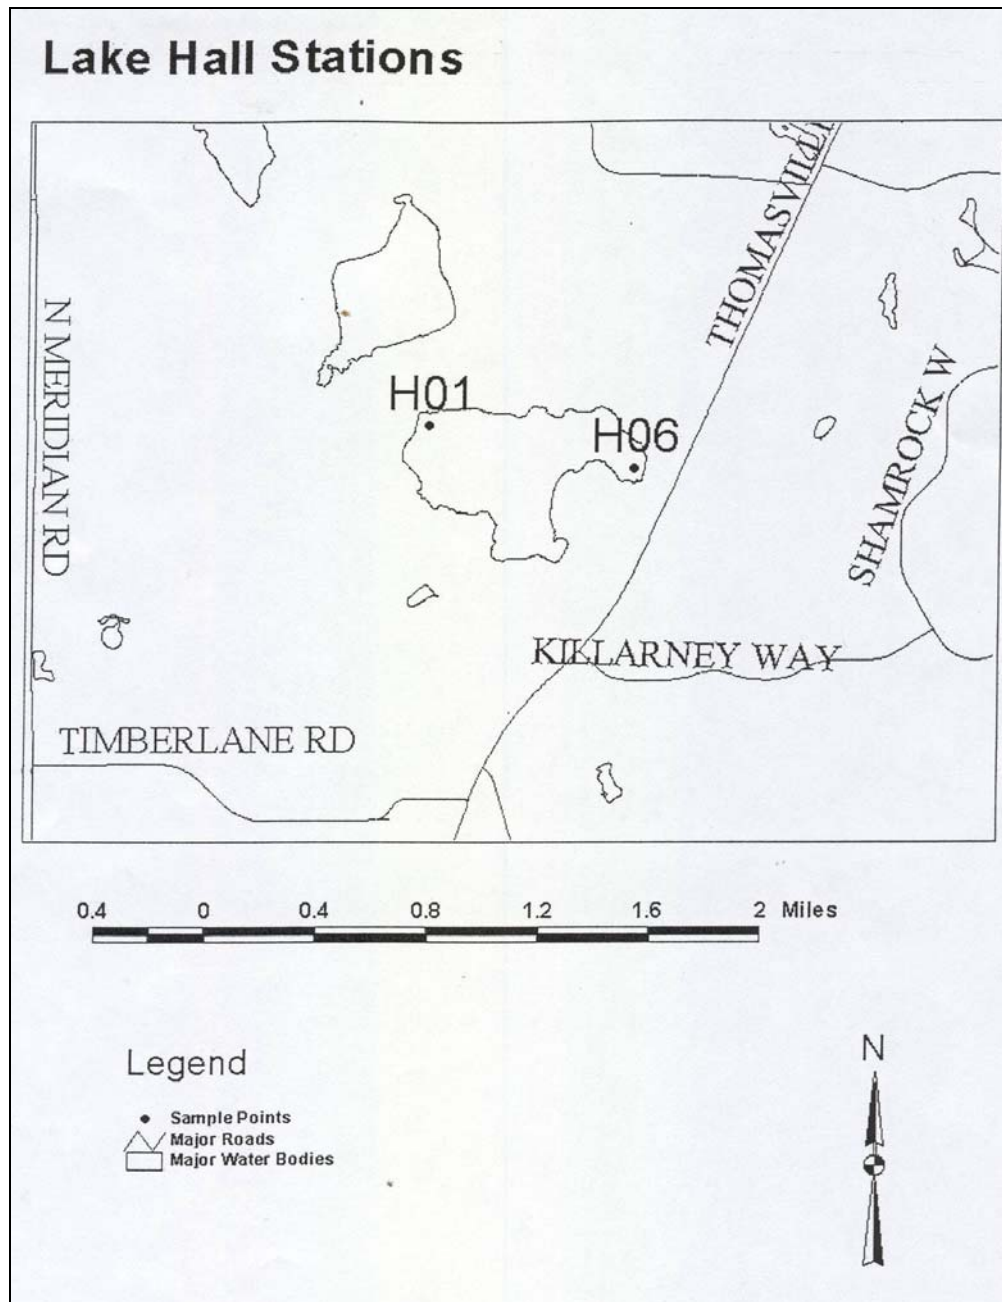 Lake Hall Stations
THOMASVILL
N MERIDIAN RD
H01
H06
SHAMROCK W
KILLARNEY WAY
TIMBERLANE RD
0.4 0 0.4 0.8 1.2 1.6 2 Miles
Legend
N
Sample Points
Major Roads
Major Water Bodies